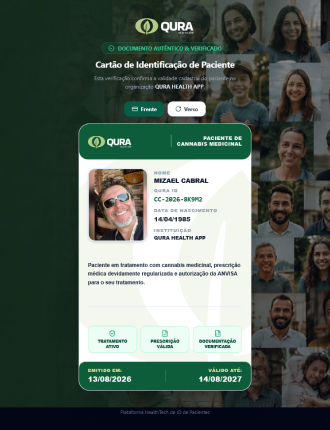 QURA
DOCUMENTO AUTÊNTICO & VERIFICADO
Cartão de Identificação de Paciente
Esta verificação confirma a validade cadastral do paciente na
organização QURA HEALTH APP.
Frente
Verso
QURA
PACIENTE DE
CANNABIS MEDICINAL
NOME
MIZAEL CABRAL
QURA ID
CC-2026-8K9M2
DATA DE NASCIMENTO
14/04/1985
INSTITUIÇÃO
QURA HEALTH APP
Paciente em tratamento com cannabis medicinal, prescrição
médica devidamente regularizada e autorização da ANVISA
para o seu tratamento.
TRATAMENTO
ATIVO
PRESCRIÇÃO
VÁLIDA
DOCUMENTAÇÃO
VERIFICADA
EMITIDO EM:
13/08/2026
VÁLIDO ATÉ:
14/08/2027
Plataforma HealthTech de ID de Pacientes